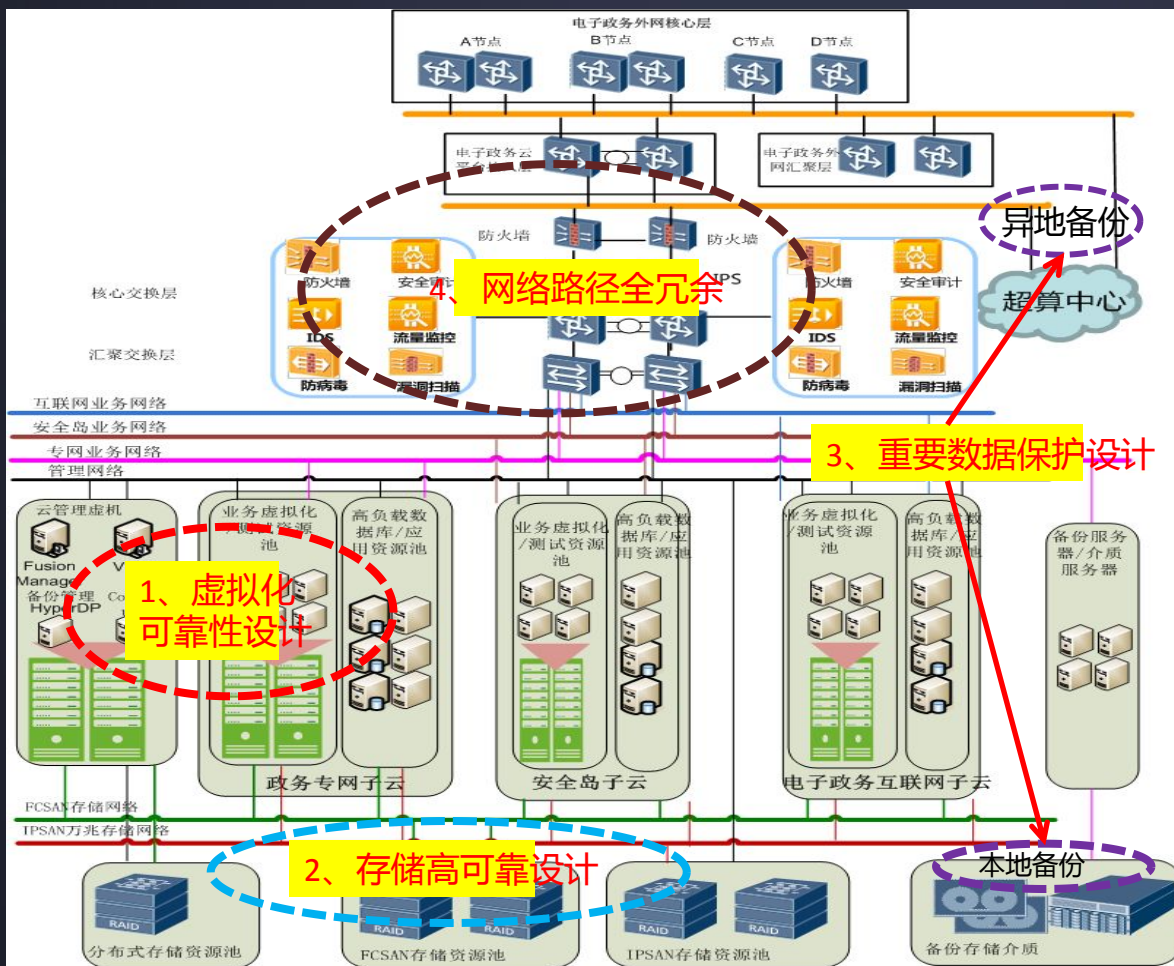 电子政务外网核心层
A节点
B节点
C节点
D节点
电子政务云
电子政务外
网汇聚层
异地备份
防火墙
防火墙
IPS
4、网络路径全冗余
超算中心
核心交换层
汇聚交换层
防火墙
安全审计
IDS
流量监控
防病毒
漏洞扫描
防火墙
安全审计
IDS
流量监控
防病毒
漏洞扫描
互联网业务网络
安全岛业务网络
专网业务网络
管理网络
3、重要数据保护设计
云管理虚机
Fusion
备份管理
HyperDP
1、虚拟化
可靠性设计
业务虚拟化
/测试资源
池
高负载数
据库/应
用资源池
政务专网子云
业务虚拟化
/测试资源
池
高负载数
据库/应
用资源池
安全岛子云
业务虚拟化
/测试资源
池
高负载数
据库/应
用资源池
电子政务互联网子云
备份服务
器/介质
服务器
FCSAN存储网络
IPSAN万兆存储网络
2、存储高可靠设计
本地备份
RAID
RAID
RAID
RAID
RAID
分布式存储资源池
FCSAN存储资源池
IPSAN存储资源池
备份存储介质